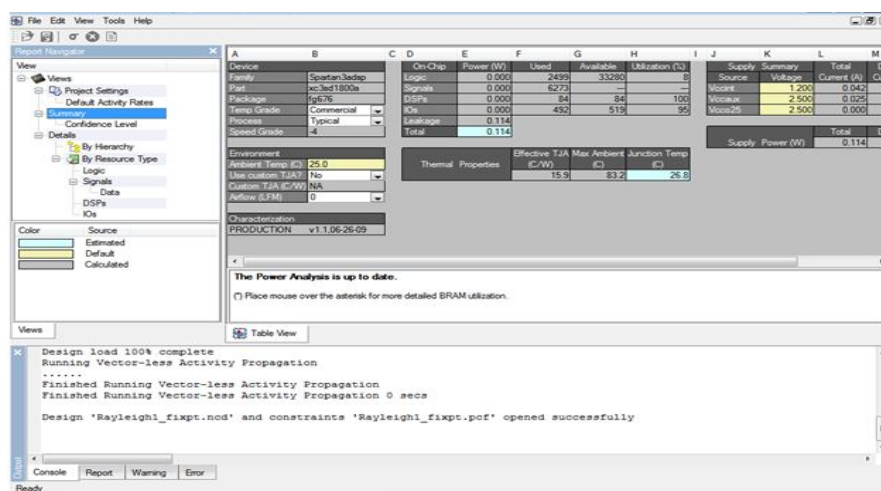 File Edit View Tools Help
Report Navigator
View
Views
Project Settings
Default Activity Rates
Summary
Confidence Level
Details
By Hierarchy
By Resource Type
Logic
Signals
Data
DSPs
IOs
Color Source
Estimated
Default
Calculated
Views
A B C D E F G H I J K L M
Device
Family Spartan3adsp
Part xc3sd1800a
Package fg676
Temp Grade Commercial
Process Typical
Speed Grade -4
Environment
Ambient Temp (C) 25.0
Use custom TJA? No
Custom TJA (C/W) NA
Airflow (LFM) 0
Characterization
PRODUCTION v1.1,06-26-09
On-Chip Power (W) Used Available Utilization (%)
Logic 0.000 2499 33280 8
Signals 0.000 6273 --- ---
DSPs 0.000 84 84 100
IOs 0.000 492 519 95
Leakage 0.114
Total 0.114
Thermal Properties Effective TJA (C/W) Max Ambient (C) Junction Temp (C)
15.9 83.2 26.8
Supply Summary Total
Source Voltage Current (A)
Vccint 1.200 0.042
Vccaux 2.500 0.025
Vcco25 2.500 0.000
Total
Supply Power (W) 0.114
The Power Analysis is up to date.
(*) Place mouse over the asterisk for more detailed BRAM utilization.
Table View
Design load 100% complete
Running Vector-less Activity Propagation
......
Finished Running Vector-less Activity Propagation
Finished Running Vector-less Activity Propagation 0 secs
Design 'Rayleigh1_fixpt.ncd' and constraints 'Rayleigh1_fixpt.pcf' opened successfully
Output
Console Report Warning Error
Ready